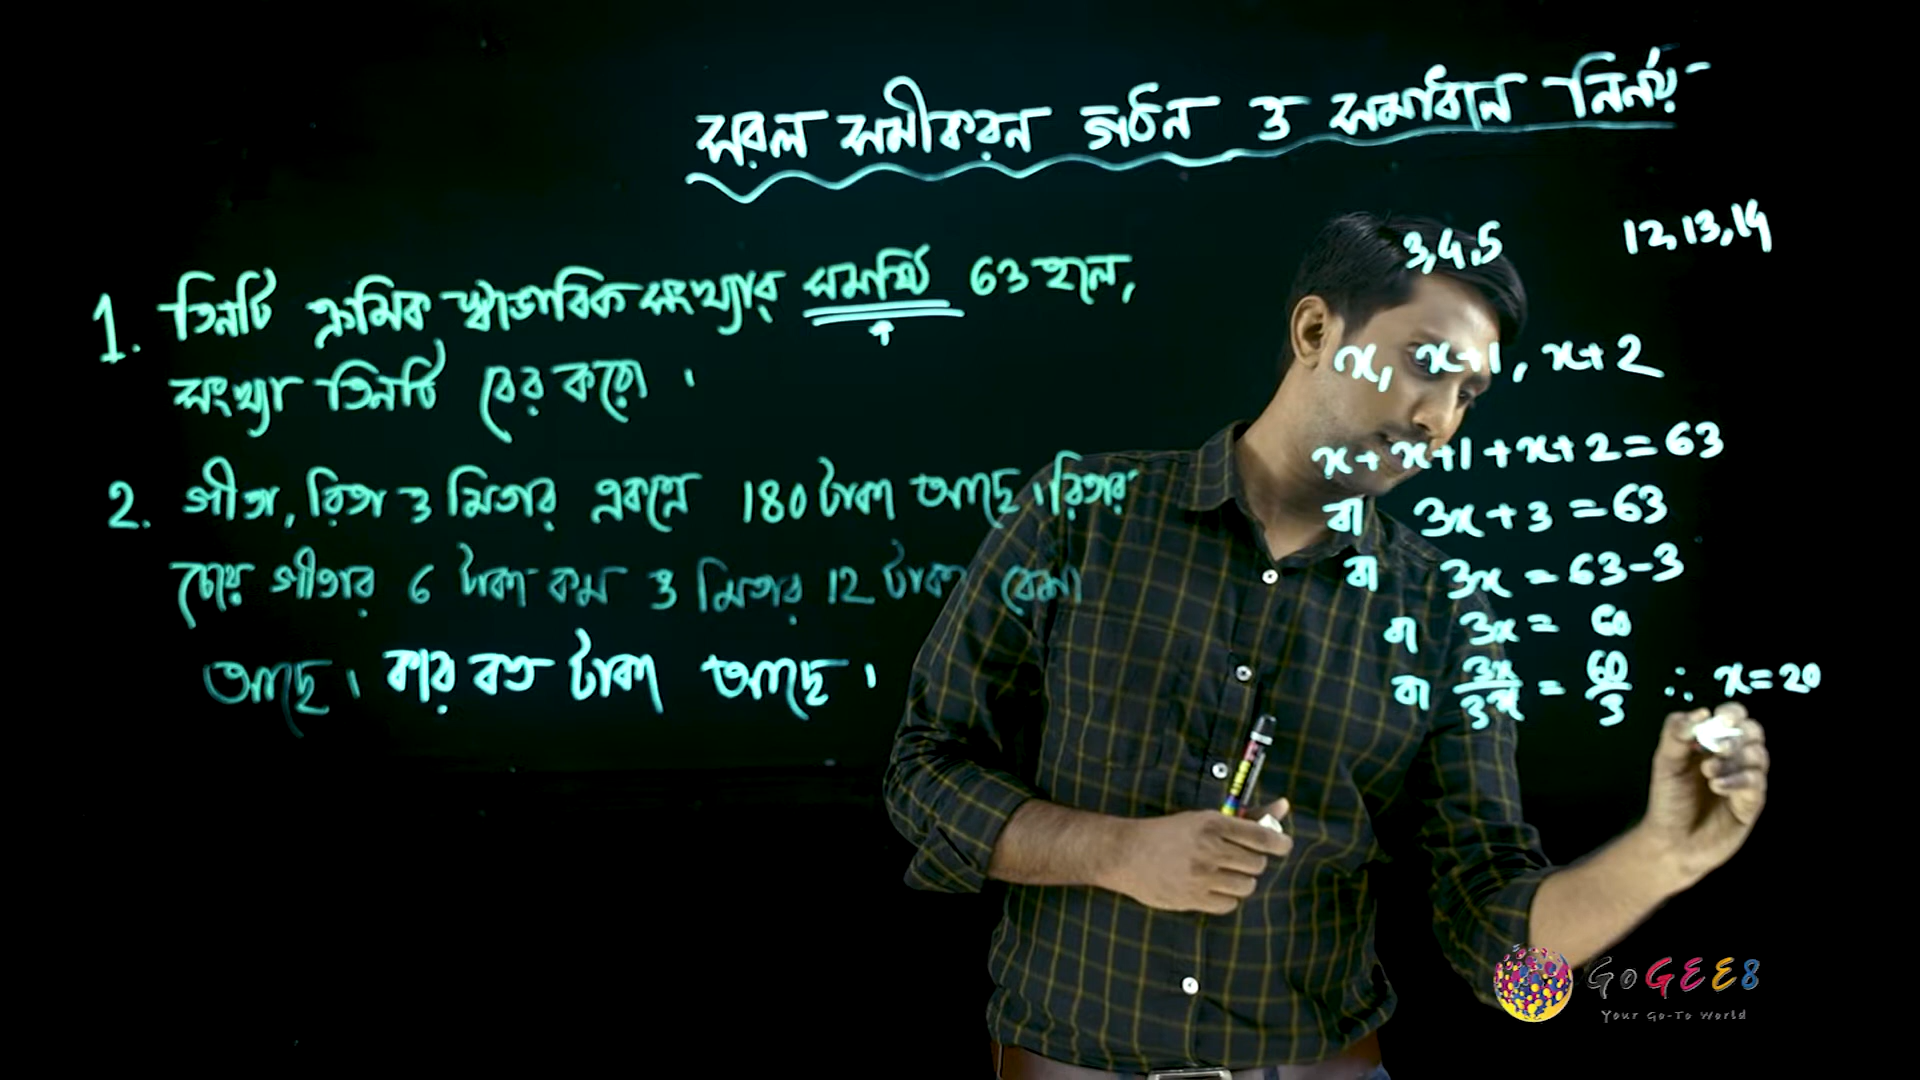 সরল সমীকরন গঠন ও সমাধান নির্নয়
1. তিনটি ক্রমিক স্বাভাবিক সংখ্যার সমষ্টি 63 হলে,
সংখ্যা তিনটি বের করো।
2. গীতা, রিতা ও মিতার একত্রে 180 টাকা আছে। রিতার
চেয়ে গীতার 6 টাকা কম ও মিতার 12 টাকা বেশী
আছে। কার কত টাকা আছে।
3,4,5
12,13,14
x, x+1, x+2
x+x+1+x+2=63
বা 3x+3=63
বা 3x=63-3
বা 3x=60
বা 3x/3 = 60/3 ∴ x=20
GoGEE8
Your Go-To World